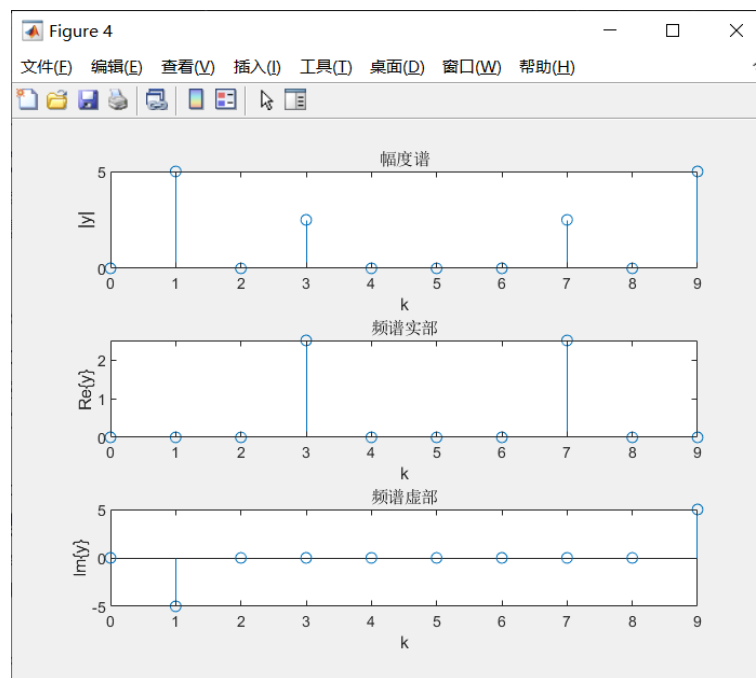 Figure 4
文件(F) 编辑(E) 查看(V) 插入(I) 工具(T) 桌面(D) 窗口(W) 帮助(H)
幅度谱
5
|y|
0
0 1 2 3 4 5 6 7 8 9
k
频谱实部
2
Re{y}
1
0
0 1 2 3 4 5 6 7 8 9
k
频谱虚部
5
Im{y}
0
-5
0 1 2 3 4 5 6 7 8 9
k